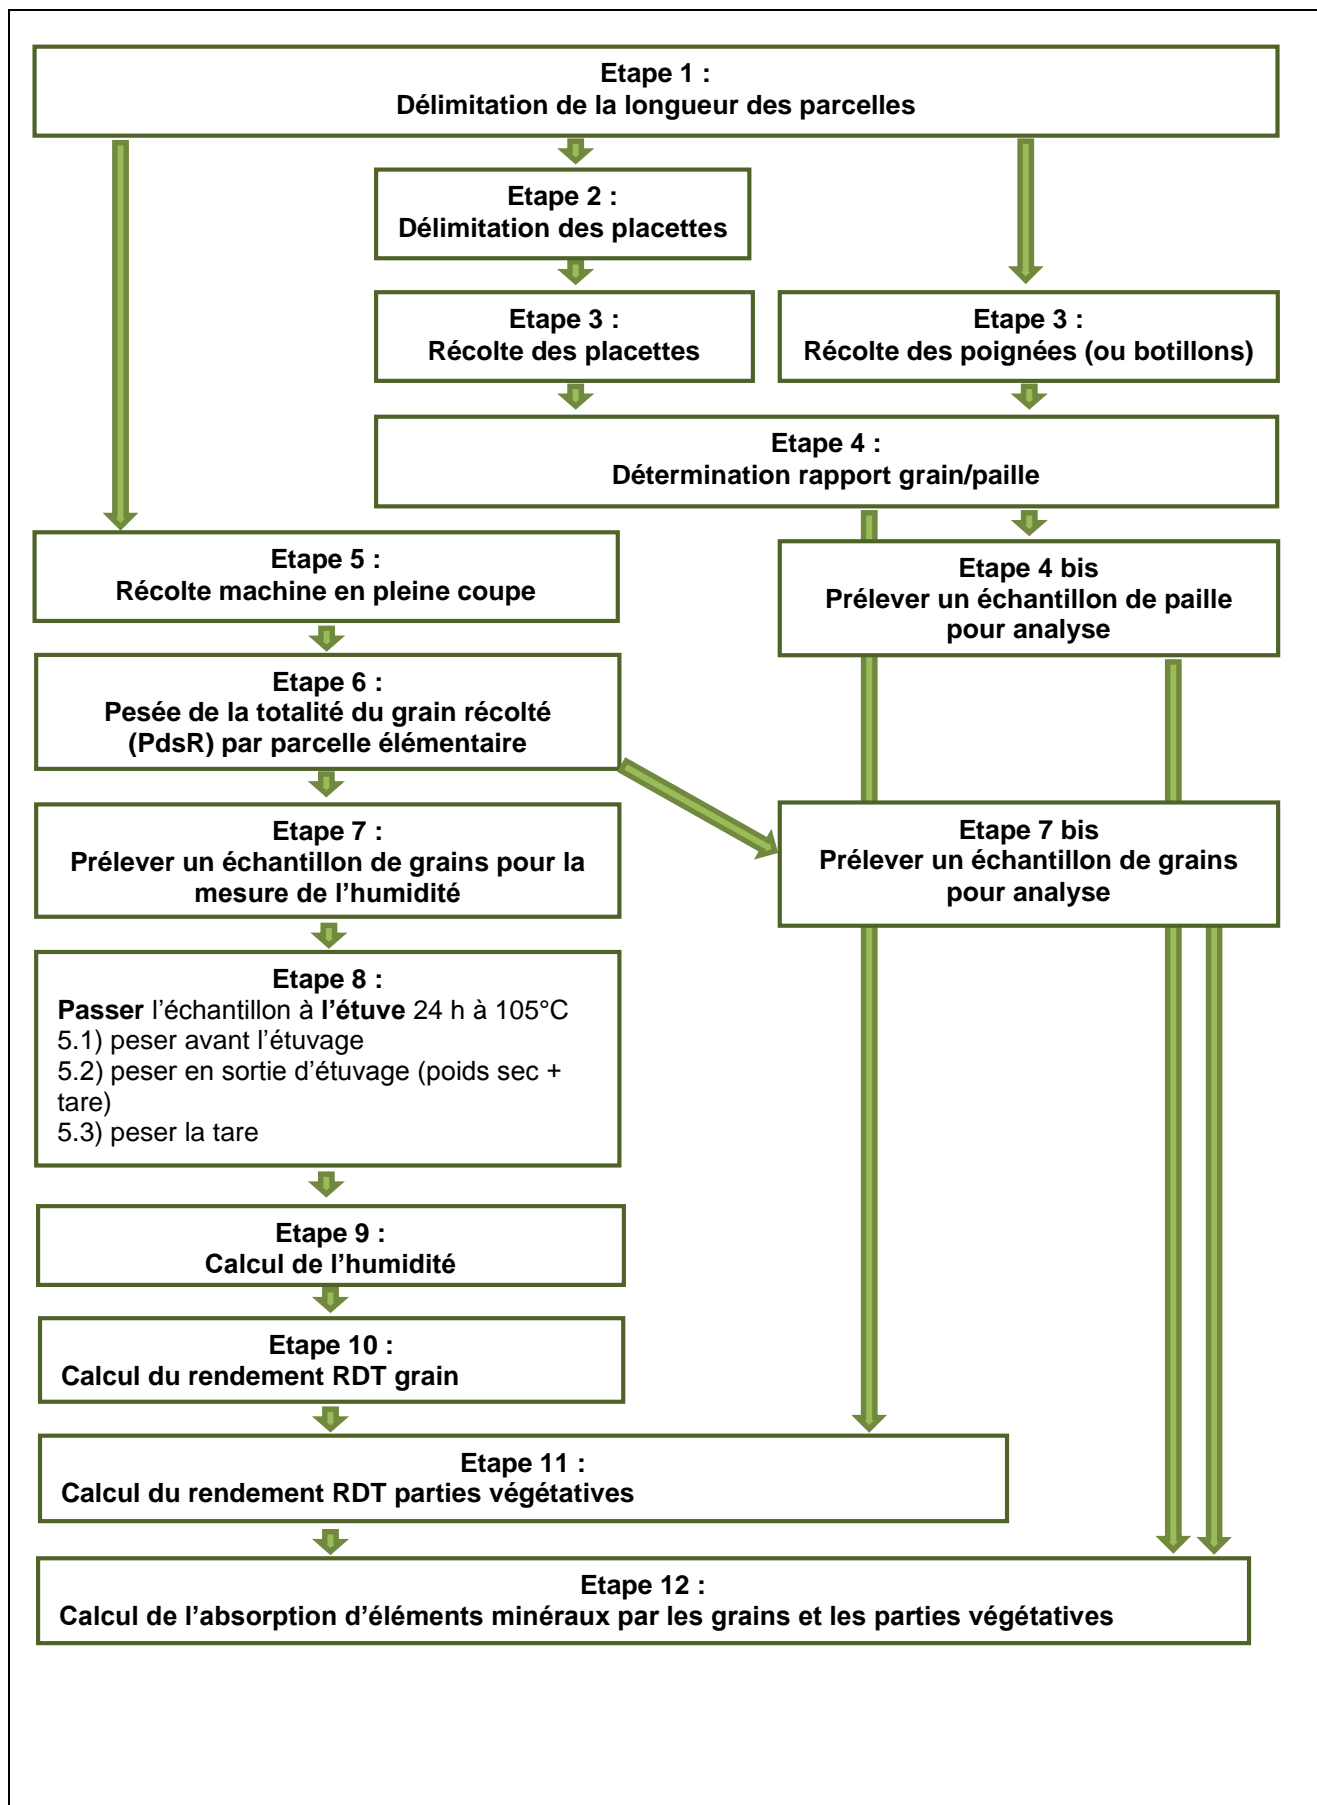 Etape 1 :
Délimitation de la longueur des parcelles
Etape 2 :
Délimitation des placettes
Etape 3 :
Récolte des placettes
Etape 3 :
Récolte des poignées (ou botillons)
Etape 4 :
Détermination rapport grain/paille
Etape 5 :
Récolte machine en pleine coupe
Etape 4 bis
Prélever un échantillon de paille
pour analyse
Etape 6 :
Pesée de la totalité du grain récolté
(PdsR) par parcelle élémentaire
Etape 7 :
Prélever un échantillon de grains pour la
mesure de l’humidité
Etape 7 bis
Prélever un échantillon de grains
pour analyse
Etape 8 :
Passer l’échantillon à l’étuve 24 h à 105°C
5.1) peser avant l’étuvage
5.2) peser en sortie d’étuvage (poids sec +
tare)
5.3) peser la tare
Etape 9 :
Calcul de l’humidité
Etape 10 :
Calcul du rendement RDT grain
Etape 11 :
Calcul du rendement RDT parties végétatives
Etape 12 :
Calcul de l’absorption d’éléments minéraux par les grains et les parties végétatives